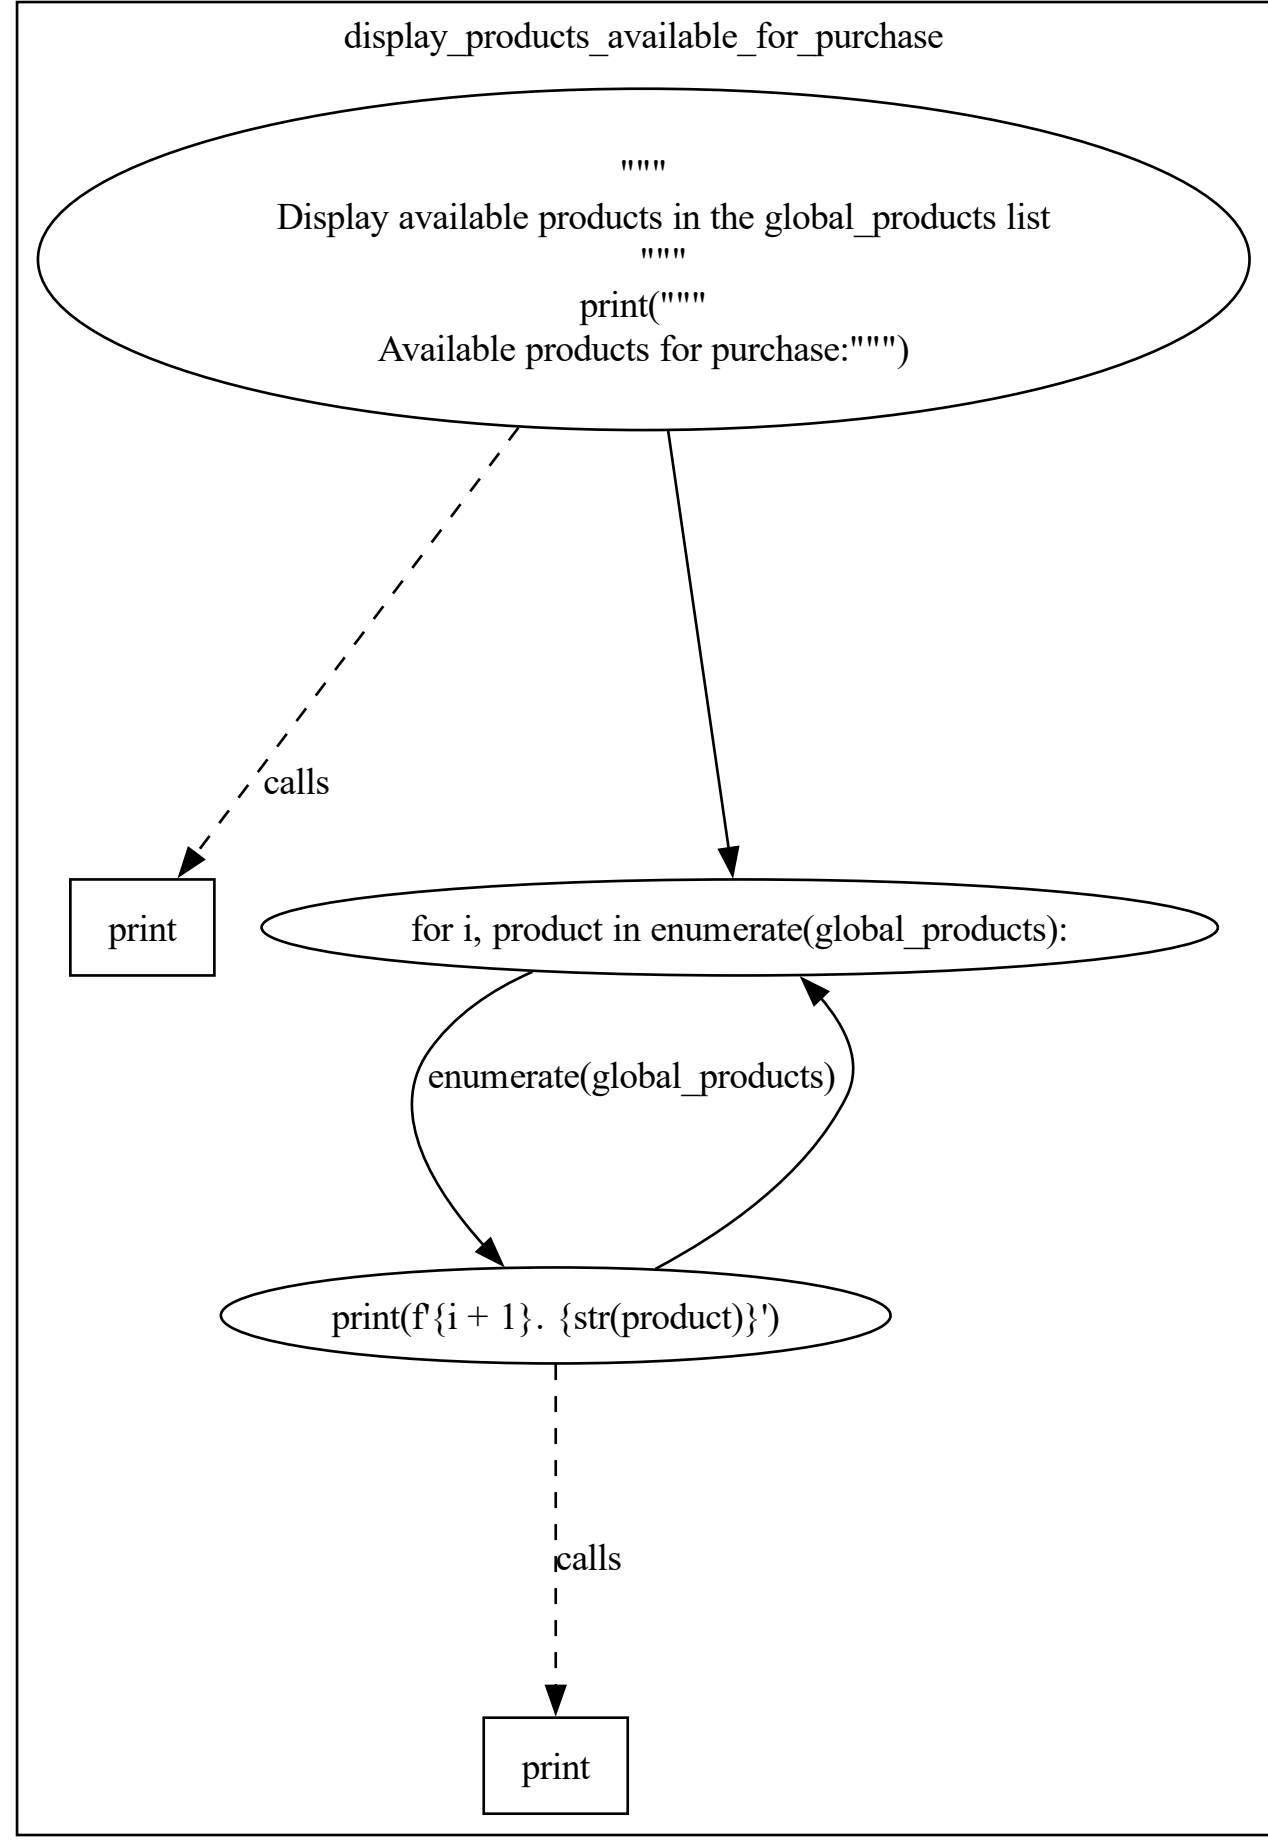 display_products_available_for_purchase
"""
Display available products in the global_products list
"""
print("""
Available products for purchase:""")
calls
print
for i, product in enumerate(global_products):
enumerate(global_products)
print(f'{i + 1}. {str(product)}')
calls
print